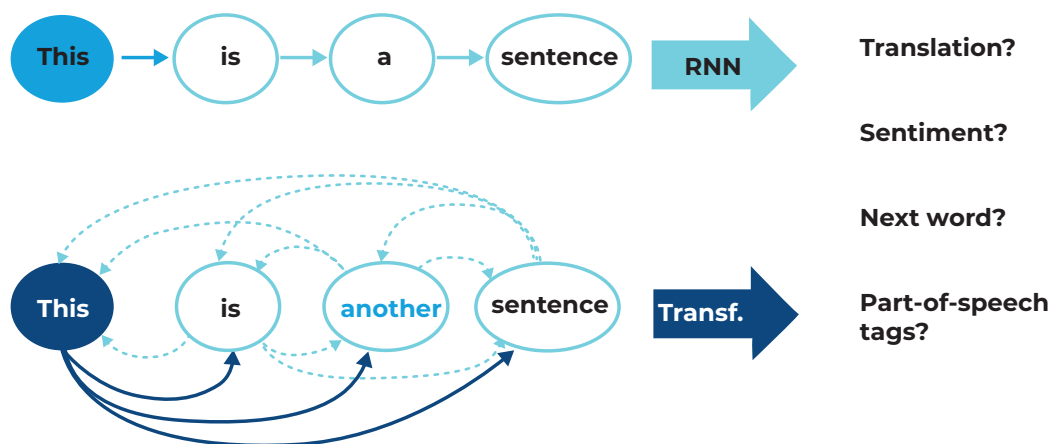 This is a sentence RNN
Translation?
Sentiment?
Next word?
This is another sentence Transf.
Part-of-speech
tags?